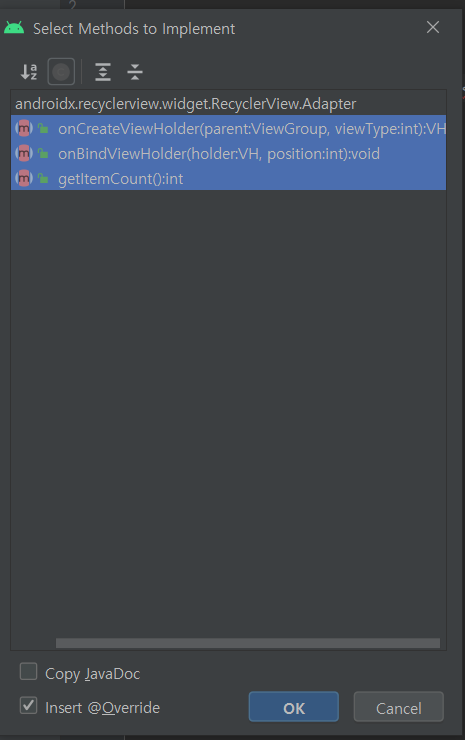 2
Select Methods to Implement
androidx.recyclerview.widget.RecyclerView.Adapter
onCreateViewHolder(parent:ViewGroup, viewType:int):VH
onBindViewHolder(holder:VH, position:int):void
getItemCount():int
Copy JavaDoc
Insert @Override
OK
Cancel